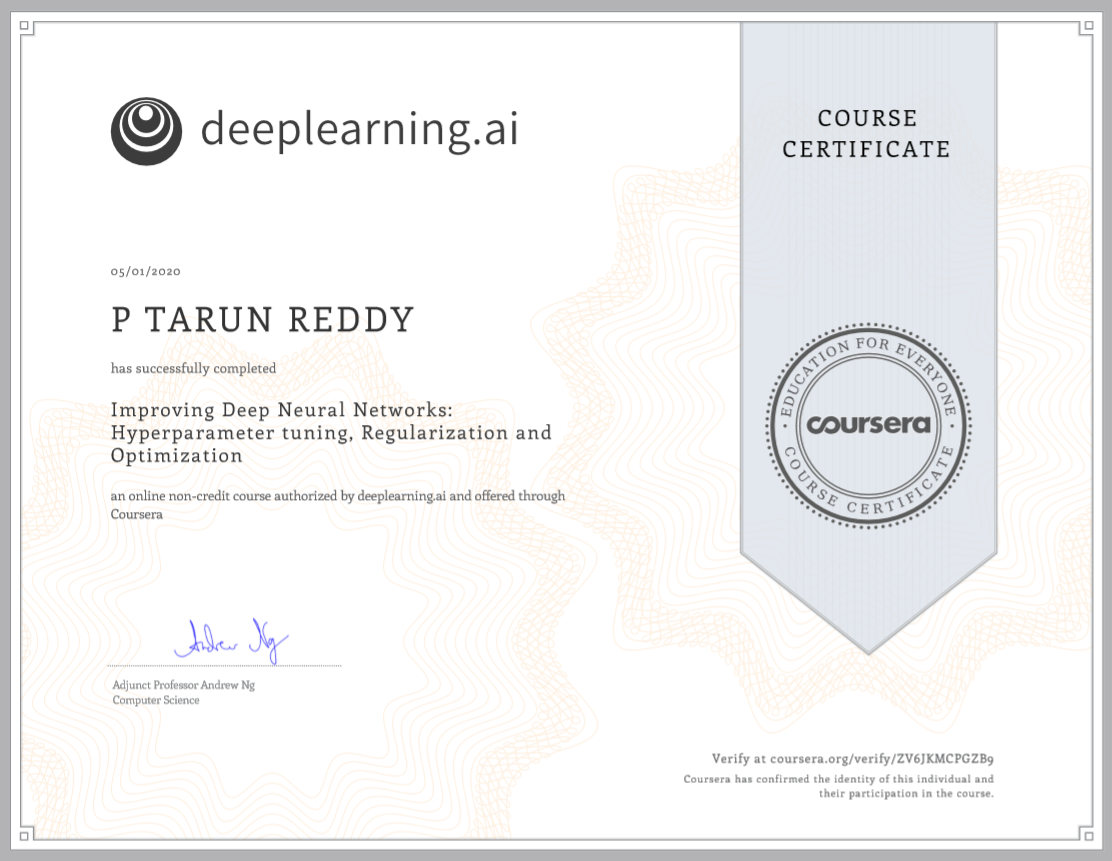 deeplearning.ai
COURSE
CERTIFICATE
05/01/2020
P TARUN REDDY
has successfully completed
Improving Deep Neural Networks:
Hyperparameter tuning, Regularization and
Optimization
an online non-credit course authorized by deeplearning.ai and offered through
Coursera
EDUCATION FOR EVERYONE
coursera
COURSE CERTIFICATE
Andrew Ng
Adjunct Professor Andrew Ng
Computer Science
Verify at coursera.org/verify/ZV6JKMCPGZB9
Coursera has confirmed the identity of this individual and
their participation in the course.